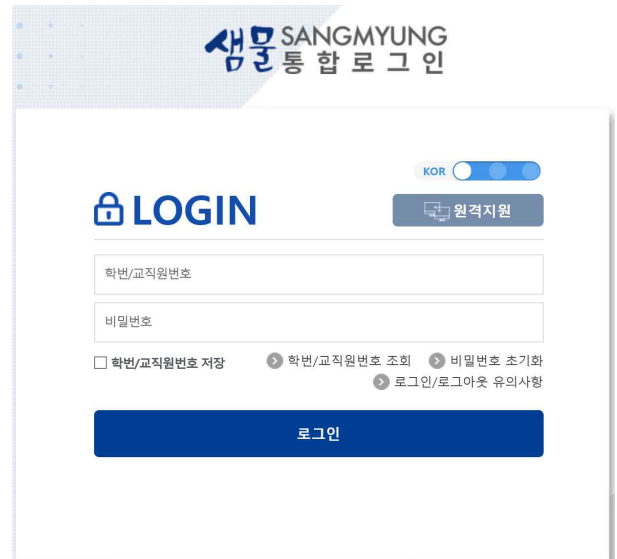 샘물 SANGMYUNG
통합로그인
KOR
LOGIN
원격지원
학번/교직원번호
비밀번호
학번/교직원번호 저장
학번/교직원번호 조회
비밀번호 초기화
로그인/로그아웃 유의사항
로그인